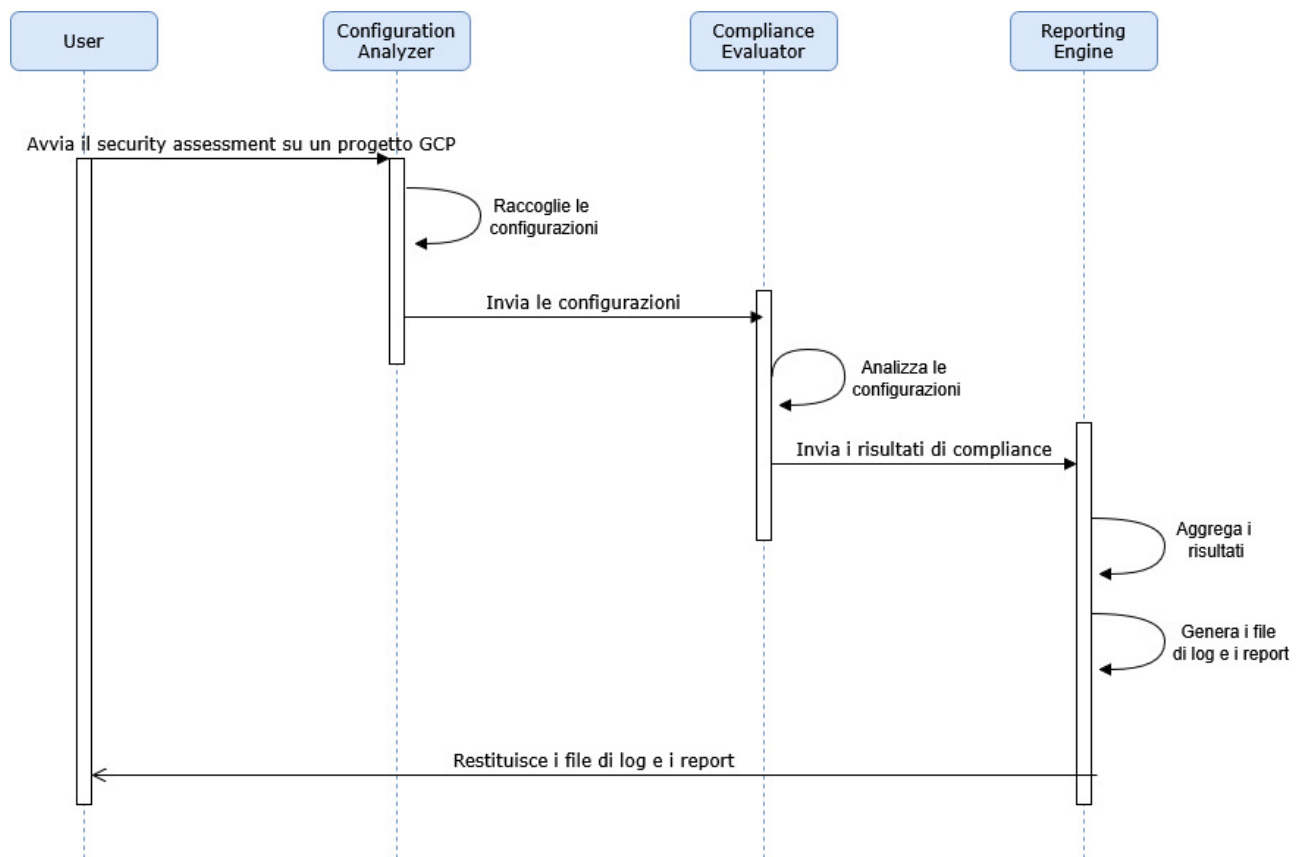 User
Configuration
Analyzer
Compliance
Evaluator
Reporting
Engine
Avvia il security assessment su un progetto GCP
Raccoglie le
configurazioni
Invia le configurazioni
Analizza le
configurazioni
Invia i risultati di compliance
Aggrega i
risultati
Genera i file
di log e i report
Restituisce i file di log e i report